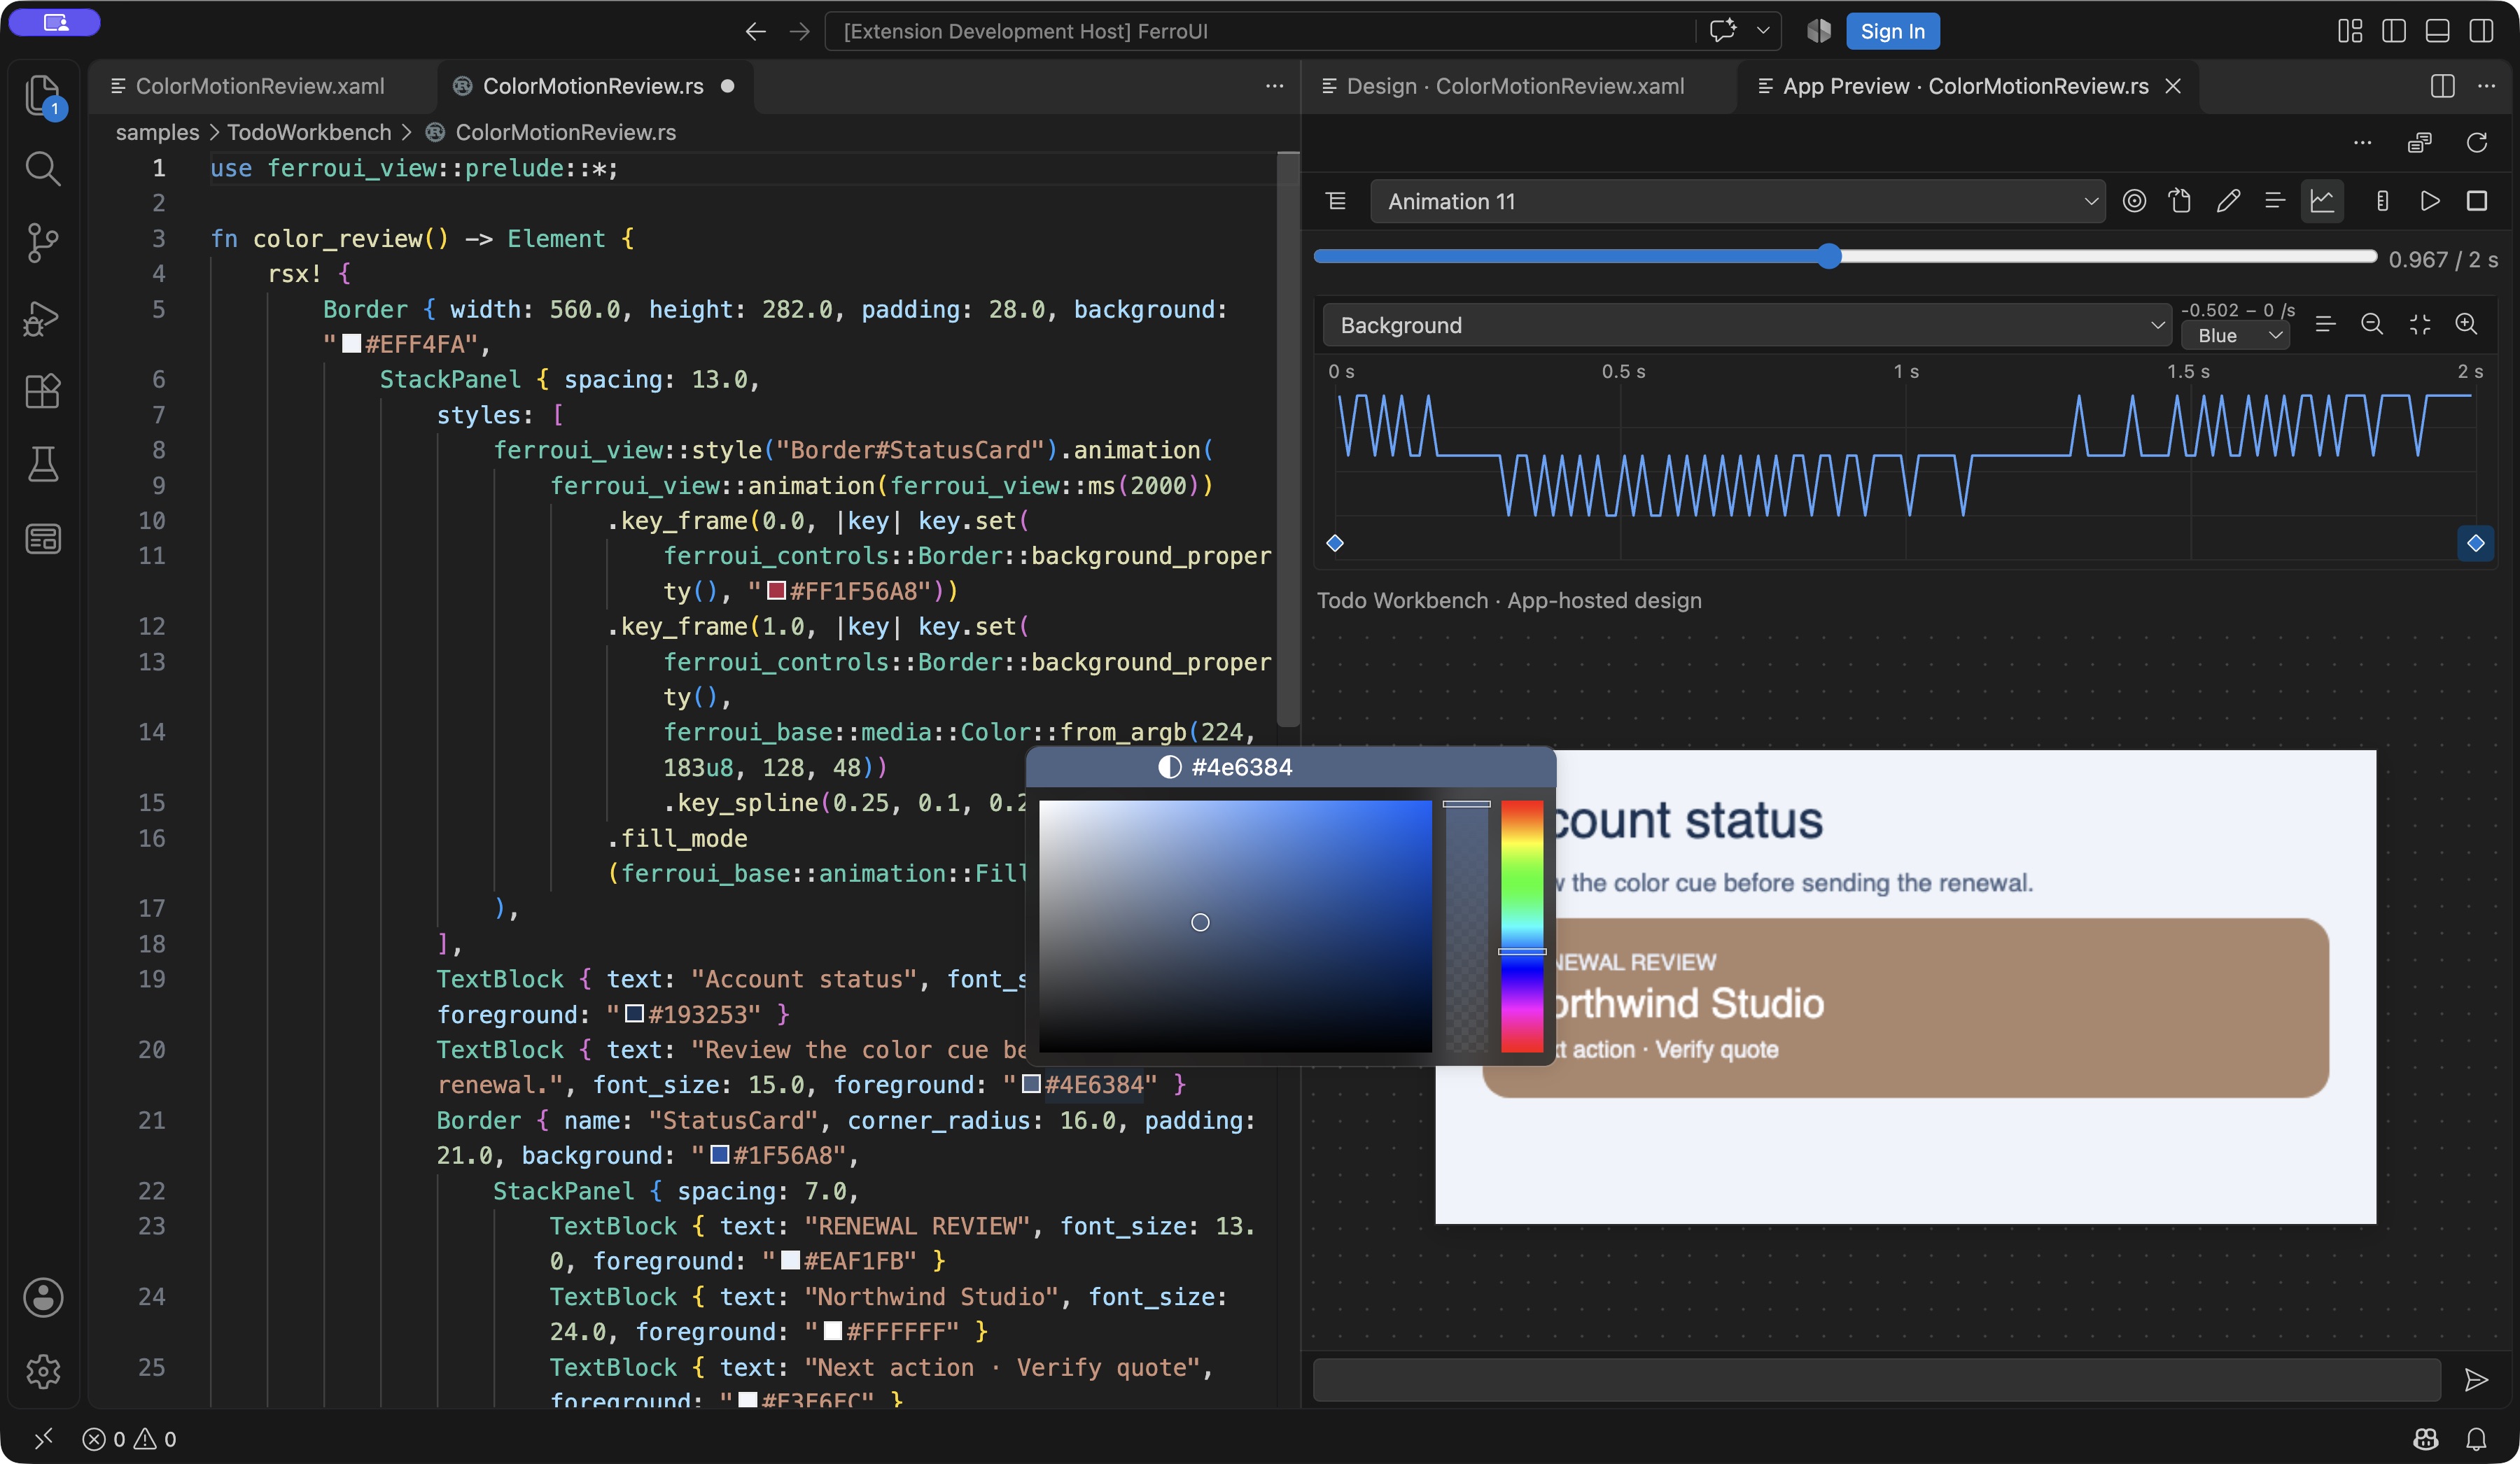 [Extension Development Host] FerroUI
Sign In
1
ColorMotionReview.xaml
ColorMotionReview.rs
samples > TodoWorkbench > ColorMotionReview.rs
1 use ferroui_view::prelude::*;
2
3 fn color_review() -> Element {
4 rsx! {
5 Border { width: 560.0, height: 282.0, padding: 28.0, background:
"#EFF4FA",
6 StackPanel { spacing: 13.0,
7 styles: [
8 ferroui_view::style("Border#StatusCard").animation(
9 ferroui_view::animation(ferroui_view::ms(2000))
10 .key_frame(0.0, |key| key.set(
11 ferroui_controls::Border::background_proper
ty(), "#FF1F56A8"))
12 .key_frame(1.0, |key| key.set(
13 ferroui_controls::Border::background_proper
ty(),
14 ferroui_base::media::Color::from_argb(224,
183u8, 128, 48))
15 .key_spline(0.25, 0.1, 0.2
16 .fill_mode
(ferroui_base::animation::Fill
17 ),
18 ],
19 TextBlock { text: "Account status", font_s
foreground: "#193253" }
20 TextBlock { text: "Review the color cue be
renewal.", font_size: 15.0, foreground: "#4E6384" }
21 Border { name: "StatusCard", corner_radius: 16.0, padding:
21.0, background: "#1F56A8",
22 StackPanel { spacing: 7.0,
23 TextBlock { text: "RENEWAL REVIEW", font_size: 13.
0, foreground: "#EAF1FB" }
24 TextBlock { text: "Northwind Studio", font_size:
24.0, foreground: "#FFFFFF" }
25 TextBlock { text: "Next action · Verify quote",
foreground: "#E3E6EC" }
#4e6384
Design · ColorMotionReview.xaml
App Preview · ColorMotionReview.rs
Animation 11
0.967 / 2 s
Background
-0.502 – 0 /s
Blue
0 s 0.5 s 1 s 1.5 s 2 s
Todo Workbench · App-hosted design
count status
the color cue before sending the renewal.
NEWAL REVIEW
orthwind Studio
action · Verify quote
0 0